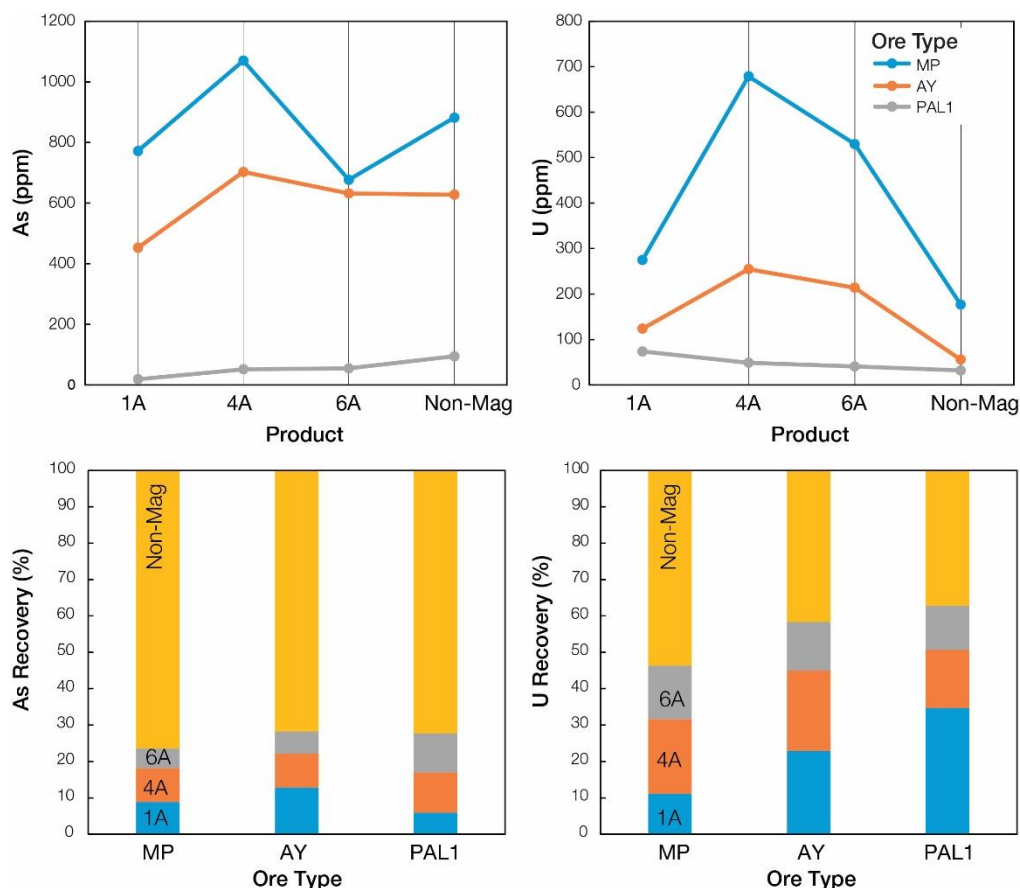 1200
1000
800
600
400
200
0
As (ppm)
1A 4A 6A Non-Mag
Product
800
700
600
500
400
300
200
100
0
U (ppm)
Ore Type
MP
AY
PAL1
1A 4A 6A Non-Mag
Product
100
90
80
70
60
50
40
30
20
10
0
As Recovery (%)
Non-Mag
6A
4A
1A
MP AY PAL1
Ore Type
100
90
80
70
60
50
40
30
20
10
0
U Recovery (%)
Non-Mag
6A
4A
1A
MP AY PAL1
Ore Type